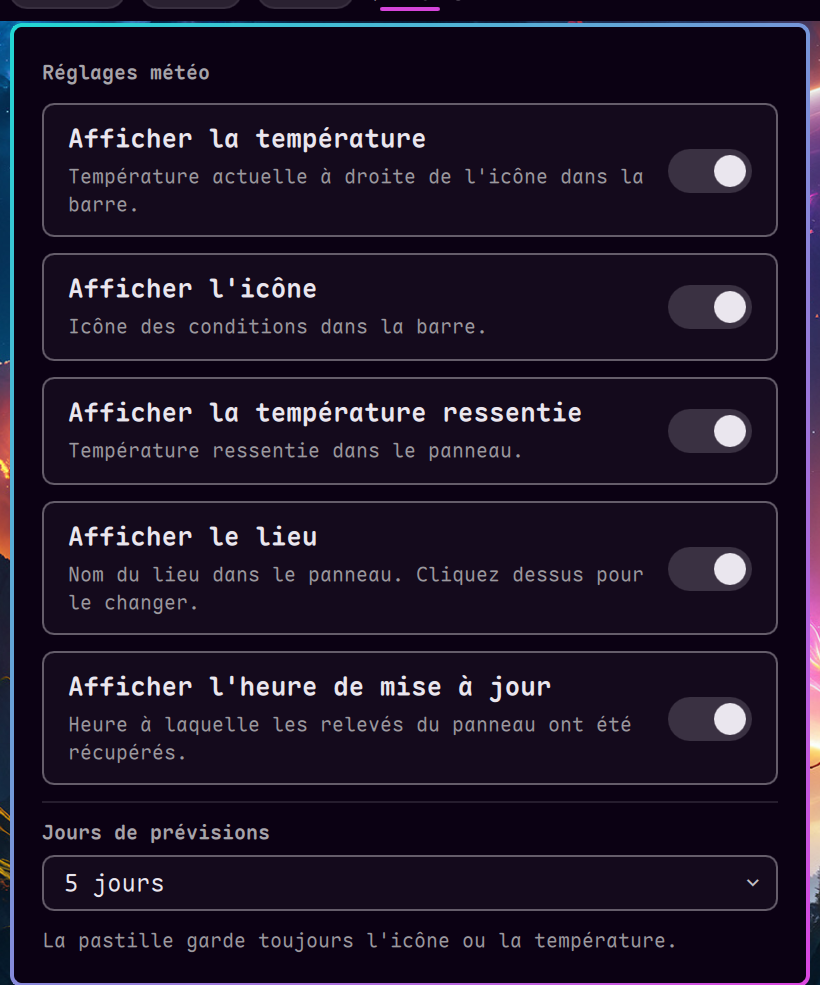 Réglages météo
Afficher la température
Température actuelle à droite de l'icône dans la
barre.
Afficher l'icône
Icône des conditions dans la barre.
Afficher la température ressentie
Température ressentie dans le panneau.
Afficher le lieu
Nom du lieu dans le panneau. Cliquez dessus pour
le changer.
Afficher l'heure de mise à jour
Heure à laquelle les relevés du panneau ont été
récupérés.
Jours de prévisions
5 jours
La pastille garde toujours l'icône ou la température.